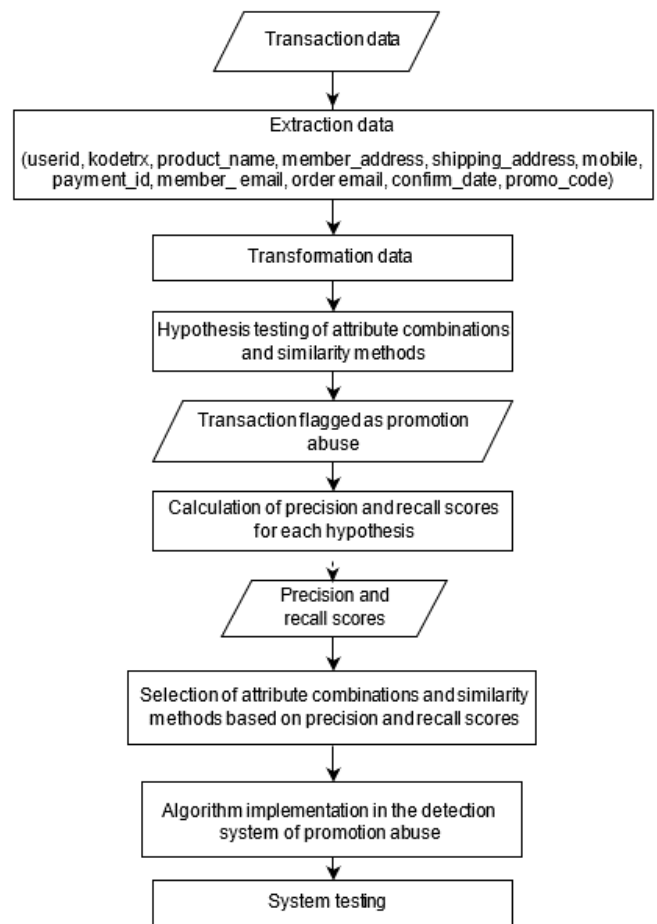 Transaction data
Extraction data
(userid, kodetrx, product_name, member_address, shipping_address, mobile,
payment_id, member_ email, order email, confirm_date, promo_code)
Transformation data
Hypothesis testing of attribute combinations
and similarity methods
Transaction flagged as promotion
abuse
Calculation of precision and recall scores
for each hypothesis
Precision and
recall scores
Selection of attribute combinations and similarity
methods based on precision and recall scores
Algorithm implementation in the detection
system of promotion abuse
System testing